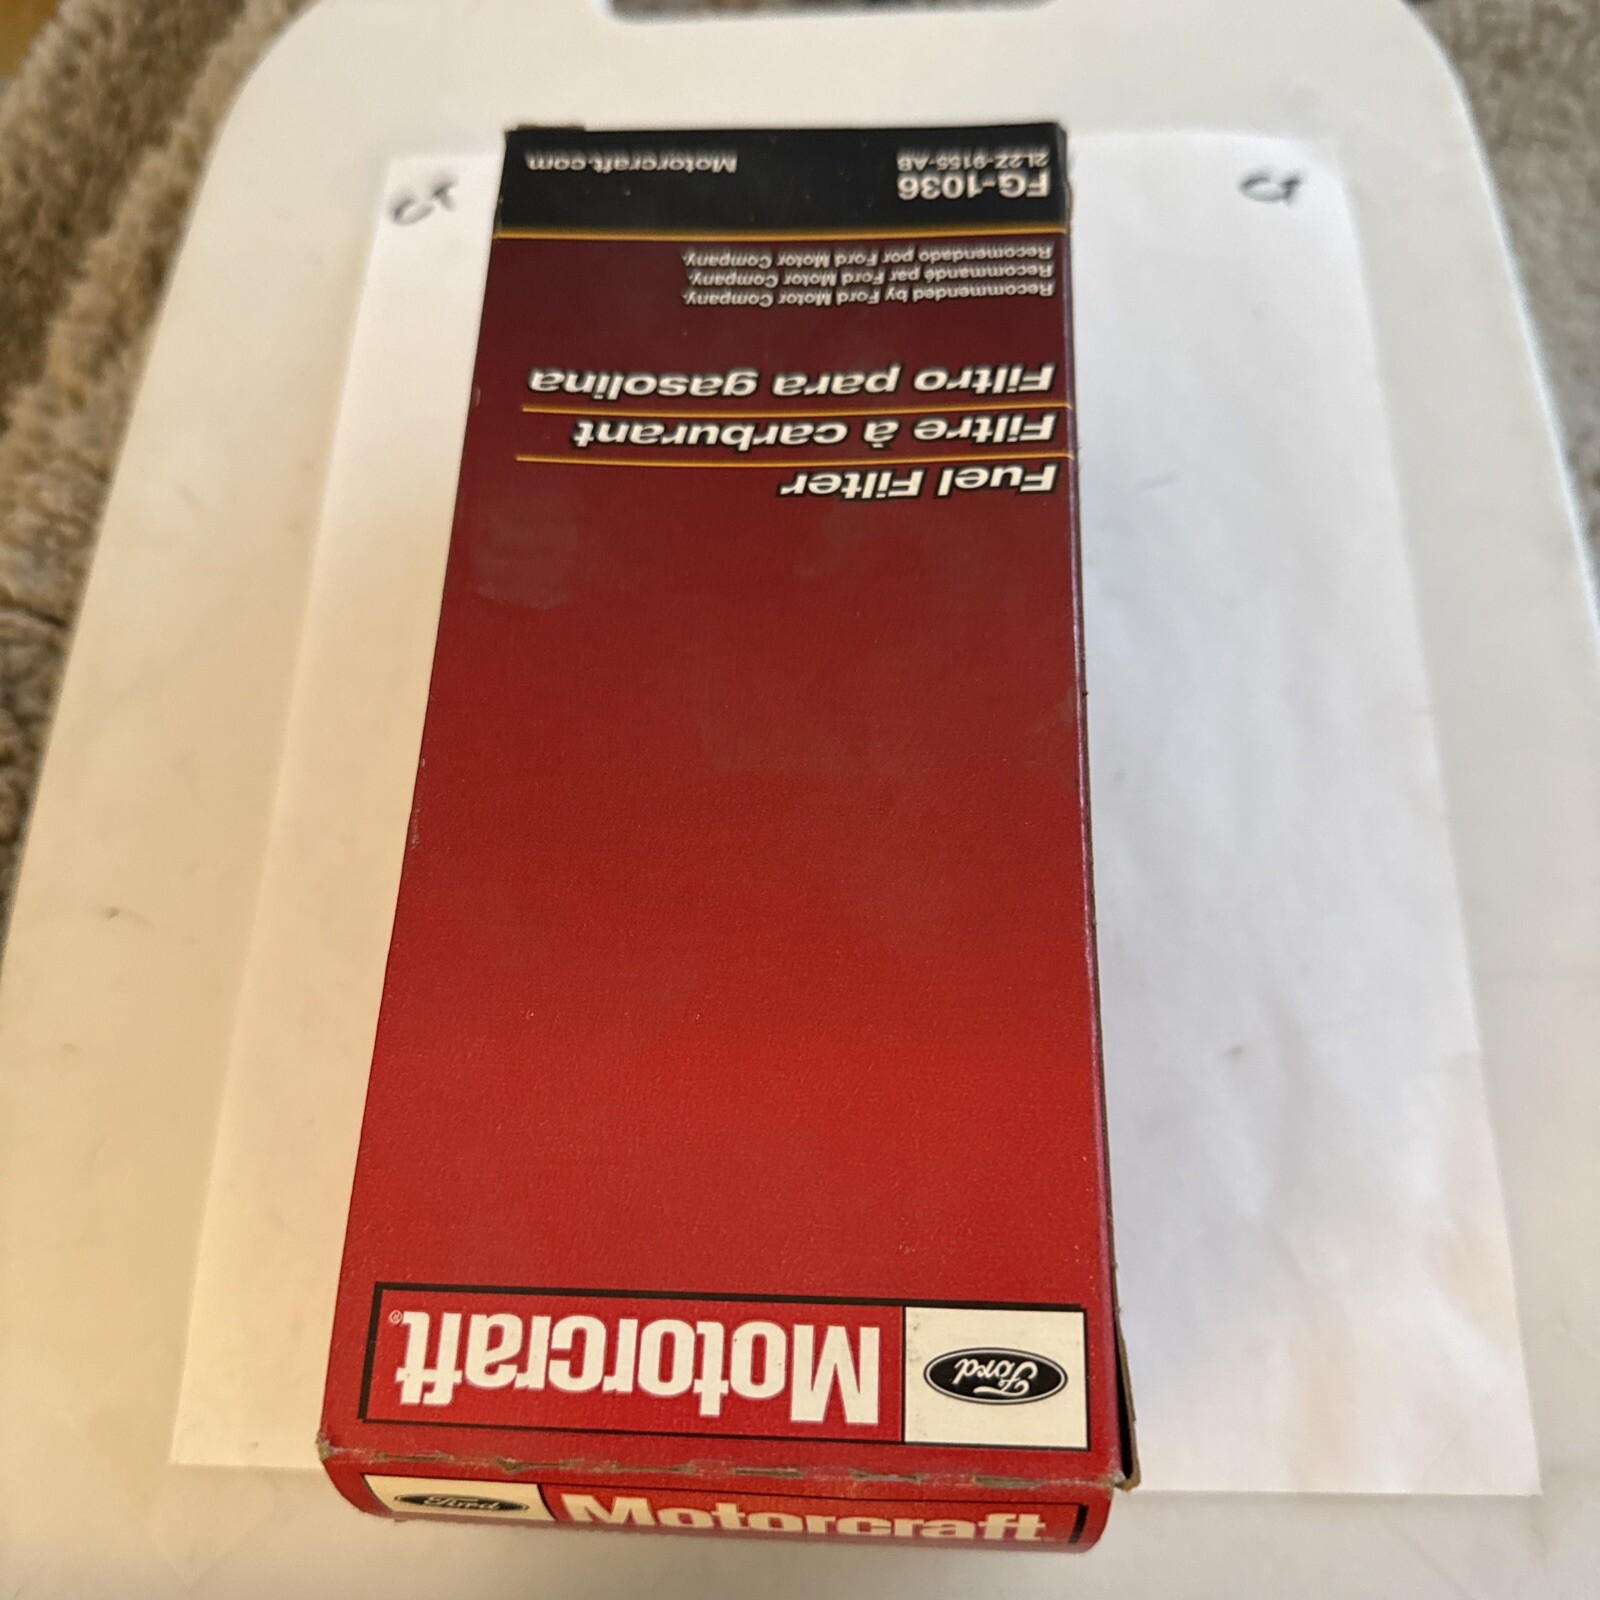 Ford
Motorcraft®
Fuel Filter
Filtre à carburant
Filtro para gasolina
Recommended by Ford Motor Company.
Recommandé par Ford Motor Company.
Recomendado por Ford Motor Company.
FG-1036
2L2Z-9155-AB
Motorcraft.com
Ford
Motorcraft